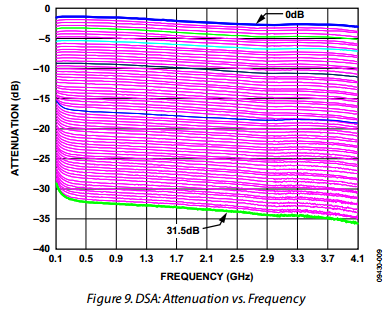 0
–5
–10
–15
–20
–25
–30
–35
–40
ATTENUATION (dB)
0dB
31.5dB
0.1 0.5 0.9 1.3 1.7 2.1 2.5 2.9 3.3 3.7 4.1
FREQUENCY (GHz)
09430-009
Figure 9. DSA: Attenuation vs. Frequency